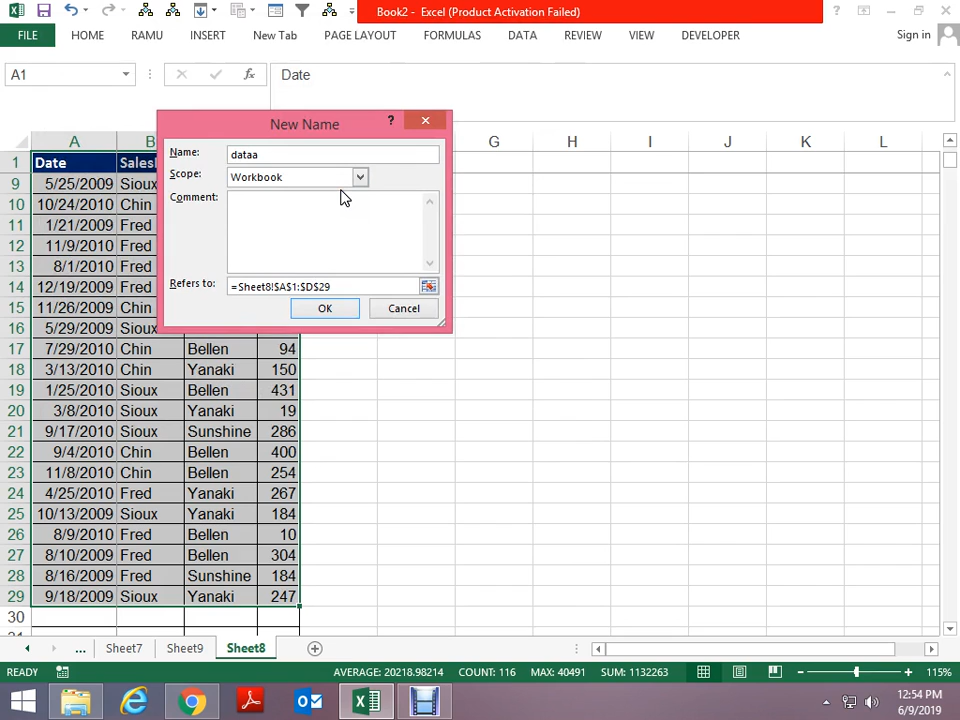 Book2 - Excel (Product Activation Failed)
FILE HOME RAMU INSERT New Tab PAGE LAYOUT FORMULAS DATA REVIEW VIEW DEVELOPER Sign in
A1 fx Date
New Name
Name: dataa
Scope: Workbook
Comment:
Refers to: =Sheet8!$A$1:$D$29
OK Cancel
A B G H I J K L
1 Date
9 5/25/2009 Sioux
10 10/24/2010 Chin
11 1/21/2009 Fred
12 11/9/2010 Fred
13 8/1/2010 Fred
14 12/19/2009 Fred
15 11/26/2009 Chin
16 5/29/2009 Sioux
17 7/29/2010 Chin Bellen 94
18 3/13/2010 Chin Yanaki 150
19 1/25/2010 Sioux Bellen 431
20 3/8/2010 Sioux Yanaki 19
21 9/17/2010 Sioux Sunshine 286
22 9/4/2010 Chin Bellen 400
23 11/8/2010 Chin Bellen 254
24 4/25/2010 Fred Yanaki 267
25 10/13/2009 Sioux Yanaki 184
26 8/9/2010 Fred Bellen 10
27 8/10/2009 Fred Bellen 304
28 8/16/2009 Fred Sunshine 184
29 9/18/2009 Sioux Yanaki 247
30
... Sheet7 Sheet9 Sheet8
READY AVERAGE: 20218.98214 COUNT: 116 MAX: 40491 SUM: 1132263 115%
12:54 PM
6/9/2019